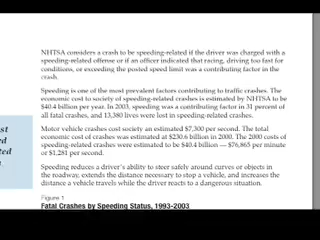 NHTSA considers a crash to be speeding-related if the driver was charged with a
speeding-related offense or if an officer indicated that racing, driving too fast for
conditions, or exceeding the posted speed limit was a contributing factor in the
crash.
Speeding is one of the most prevalent factors contributing to traffic crashes. The
economic cost to society of speeding-related crashes is estimated by NHTSA to be
$40.4 billion per year. In 2003, speeding was a contributing factor in 31 percent of
all fatal crashes, and 13,380 lives were lost in speeding-related crashes.
Motor vehicle crashes cost society an estimated $7,300 per second. The total
economic cost of crashes was estimated at $230.6 billion in 2000. The 2000 costs of
speeding-related crashes were estimated to be $40.4 billion — $76,865 per minute
or $1,281 per second.
Speeding reduces a driver's ability to steer safely around curves or objects in
the roadway, extends the distance necessary to stop a vehicle, and increases the
distance a vehicle travels while the driver reacts to a dangerous situation.
Figure 1
Fatal Crashes by Speeding Status, 1993-2003